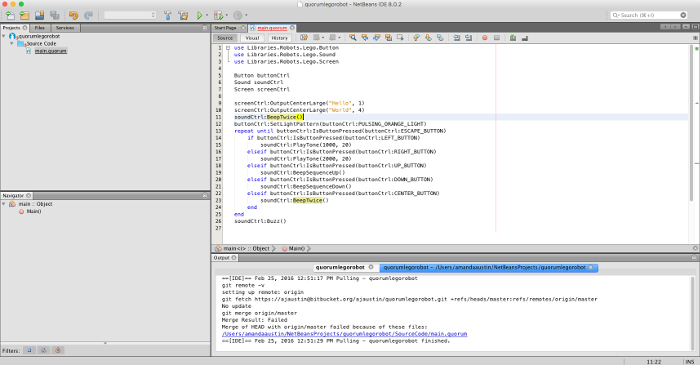 quorumlegorobot – NetBeans IDE 8.0.2
Search (⌘+I)
Projects
Files
Services
quorumlegorobot
Source Code
main.quorum
Start Page
main.quorum
Source
Visual
History
1 use Libraries.Robots.Lego.Button
2 use Libraries.Robots.Lego.Sound
3 use Libraries.Robots.Lego.Screen
4
5 Button buttonCtrl
6 Sound soundCtrl
7 Screen screenCtrl
8
9 screenCtrl:OutputCenterLarge("Hello", 1)
10 screenCtrl:OutputCenterLarge("World", 4)
11 soundCtrl:BeepTwice()
12 buttonCtrl:SetLightPattern(buttonCtrl:PULSING_ORANGE_LIGHT)
13 repeat until buttonCtrl:IsButtonPressed(buttonCtrl:ESCAPE_BUTTON)
14 if buttonCtrl:IsButtonPressed(buttonCtrl:LEFT_BUTTON)
15 soundCtrl:PlayTone(1000, 20)
16 elseif buttonCtrl:IsButtonPressed(buttonCtrl:RIGHT_BUTTON)
17 soundCtrl:PlayTone(2000, 20)
18 elseif buttonCtrl:IsButtonPressed(buttonCtrl:UP_BUTTON)
19 soundCtrl:BeepSequenceUp()
20 elseif buttonCtrl:IsButtonPressed(buttonCtrl:DOWN_BUTTON)
21 soundCtrl:BeepSequenceDown()
22 elseif buttonCtrl:IsButtonPressed(buttonCtrl:CENTER_BUTTON)
23 soundCtrl:BeepTwice()
24 end
25 end
26 soundCtrl:Buzz()
27
Navigator
main :: Object
Main()
main<i> :: Object
Main()
Output
quorumlegorobot
quorumlegorobot – /Users/amandaaustin/NetBeansProjects/quorumlegorobot
==[IDE]== Feb 25, 2016 12:51:17 PM Pulling – quorumlegorobot
git remote -v
setting up remote: origin
git fetch https://ajaustin@bitbucket.org/ajaustin/quorumlegorobot.git +refs/heads/master:refs/remotes/origin/master
No update
git merge origin/master
Merge Result: Failed
Merge of HEAD with origin/master failed because of these files:
/Users/amandaaustin/NetBeansProjects/quorumlegorobot/SourceCode/main.quorum
==[IDE]== Feb 25, 2016 12:51:29 PM Pulling – quorumlegorobot finished.
Filters:
11:22
INS